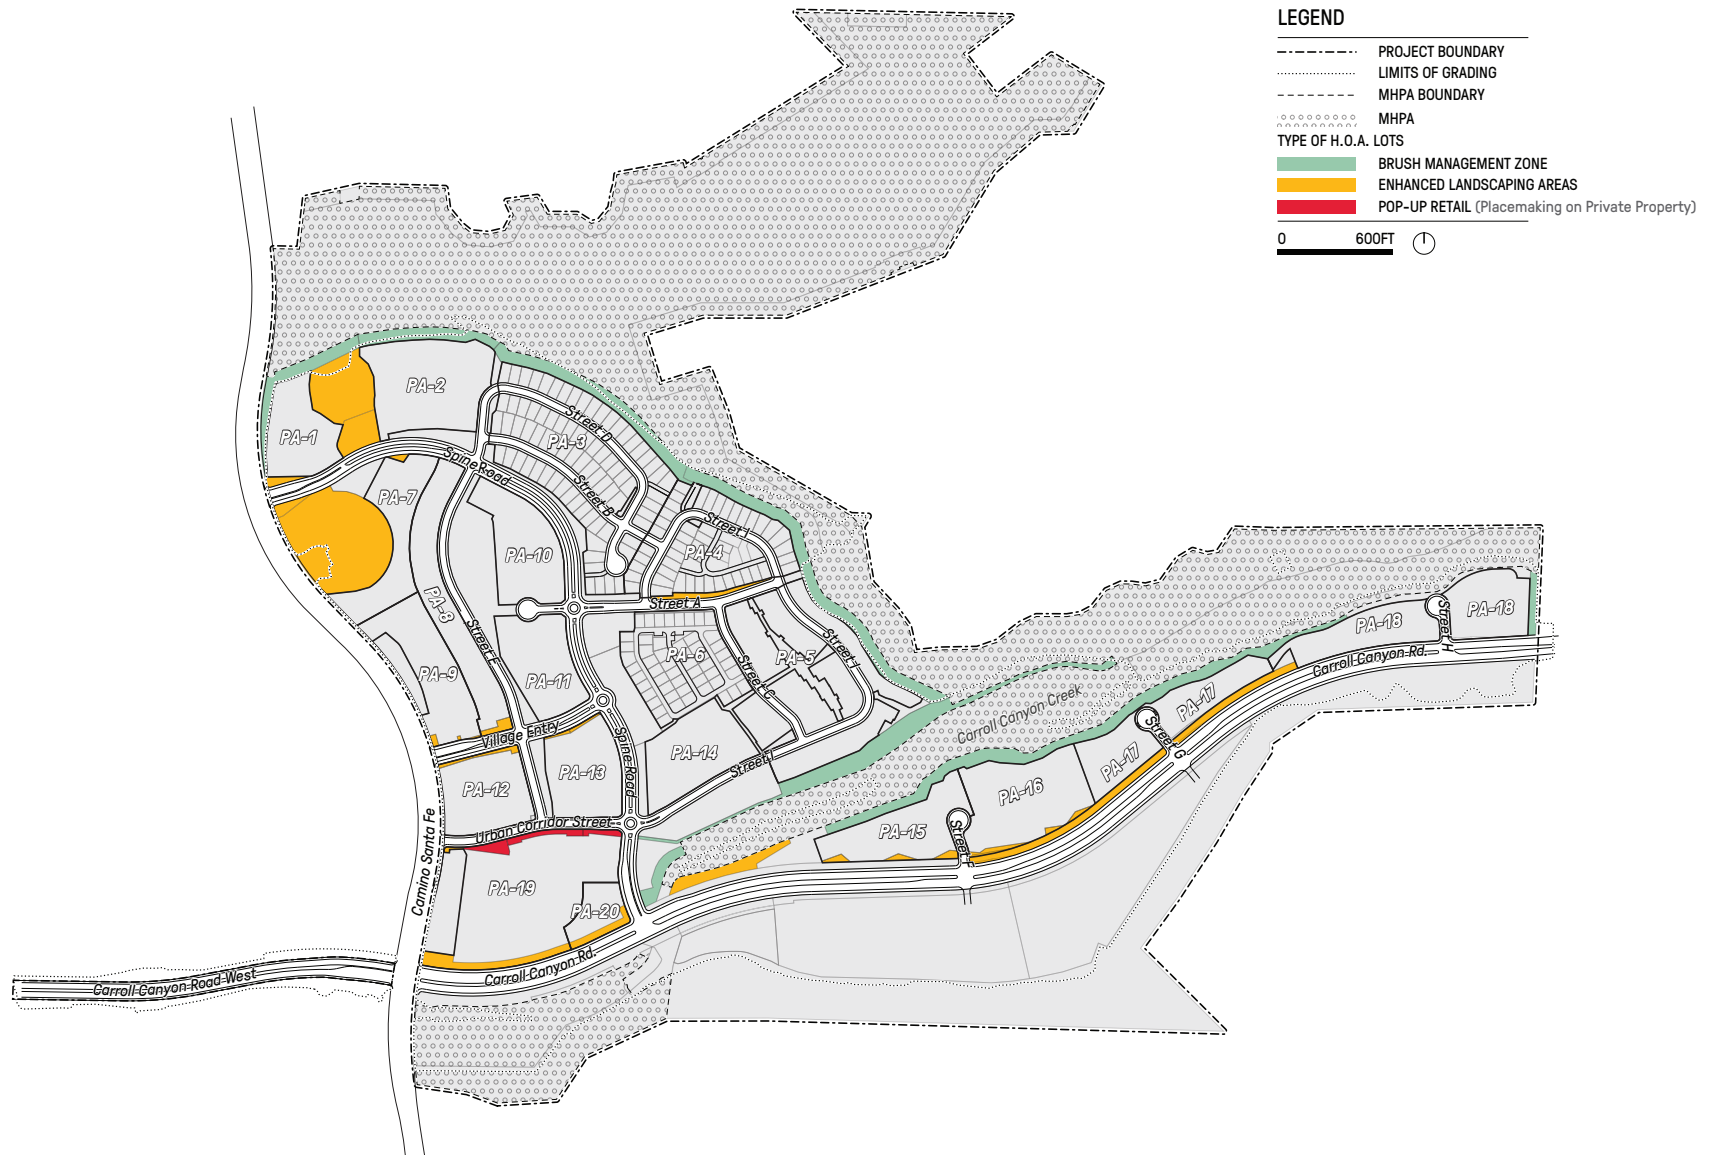 LEGEND
PROJECT BOUNDARY
LIMITS OF GRADING
MHPA BOUNDARY
MHPA
TYPE OF H.O.A. LOTS
BRUSH MANAGEMENT ZONE
ENHANCED LANDSCAPING AREAS
POP-UP RETAIL (Placemaking on Private Property)
0 600FT
PA-1
PA-2
PA-3
Street D
Spine Road
PA-7
Street B
Street I
PA-4
PA-10
PA-8
Street A
Street E
PA-6
PA-5
Street I
Street C
PA-9
PA-11
Village Entry
Spine Road
PA-14
Street I
PA-12
PA-13
Urban Corridor Street
Camino Santa Fe
PA-19
PA-20
Carroll Canyon Rd.
Carroll Canyon Road West
Carroll Canyon Creek
PA-15
Street F
PA-16
PA-17
Street G
PA-17
Carroll Canyon Rd.
PA-18
Street H
PA-18